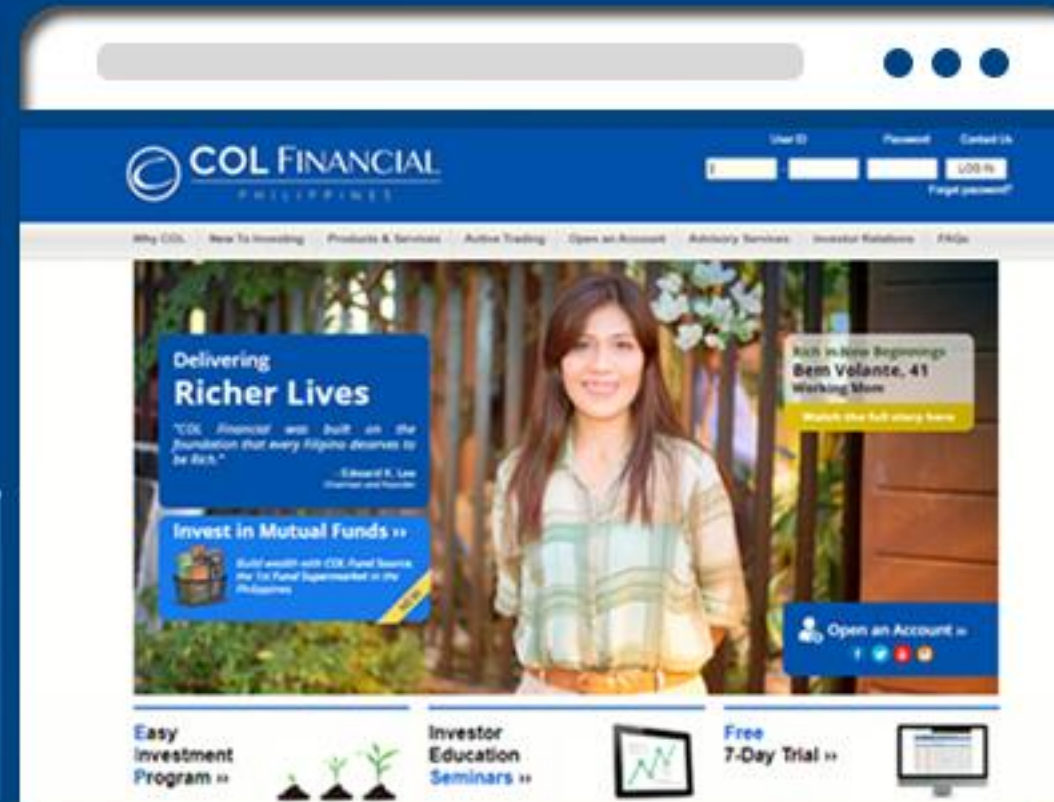 COL FINANCIAL
PHILIPPINES
User ID Password Contact Us
LOG IN
Forgot password?
Why COL New To Investing Products & Services Active Trading Open an Account Advisory Services Investor Relations FAQs
Delivering
Richer Lives
"COL Financial was built on the
foundation that every Filipino deserves to
be Rich."
- Edward K. Lee
Chairman and Founder
Rich in New Beginnings
Bem Volante, 41
Working Mom
Watch the full story here
Invest in Mutual Funds »
Build wealth with COL Fund Source,
the 1st Fund Supermarket in the
Philippines
NEW
Open an Account »
Easy
Investment
Program »
Investor
Education
Seminars »
Free
7-Day Trial »